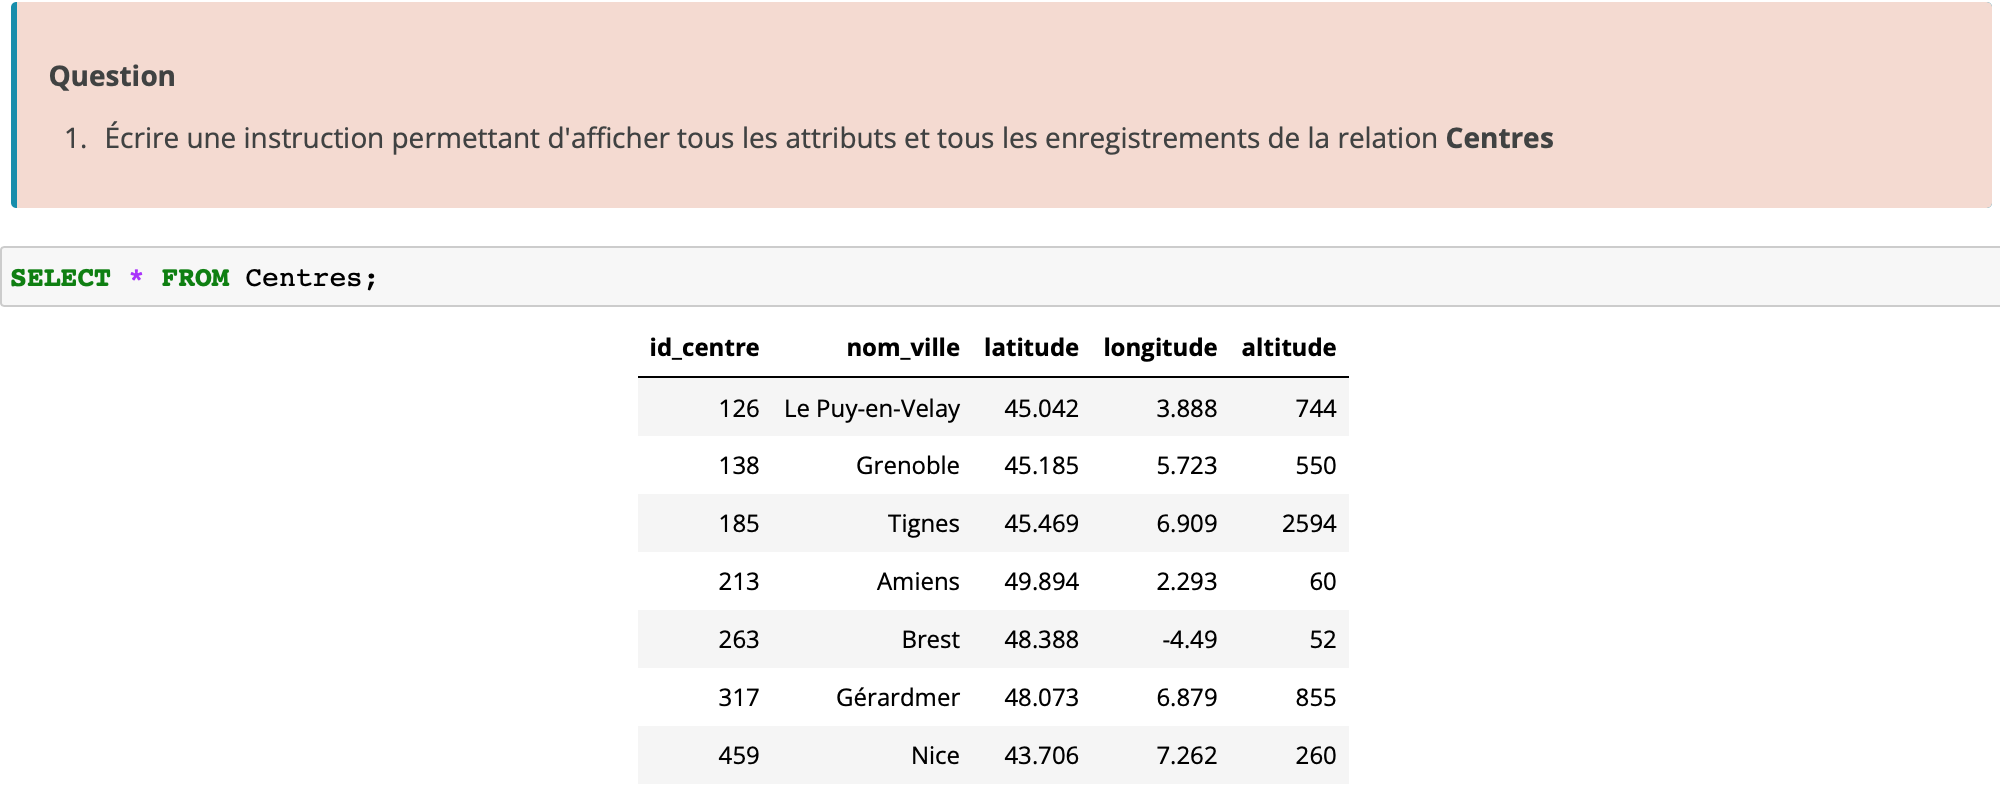 Question
1. Écrire une instruction permettant d'afficher tous les attributs et tous les enregistrements de la relation Centres
SELECT * FROM Centres;
id_centre nom_ville latitude longitude altitude
126 Le Puy-en-Velay 45.042 3.888 744
138 Grenoble 45.185 5.723 550
185 Tignes 45.469 6.909 2594
213 Amiens 49.894 2.293 60
263 Brest 48.388 -4.49 52
317 Gérardmer 48.073 6.879 855
459 Nice 43.706 7.262 260